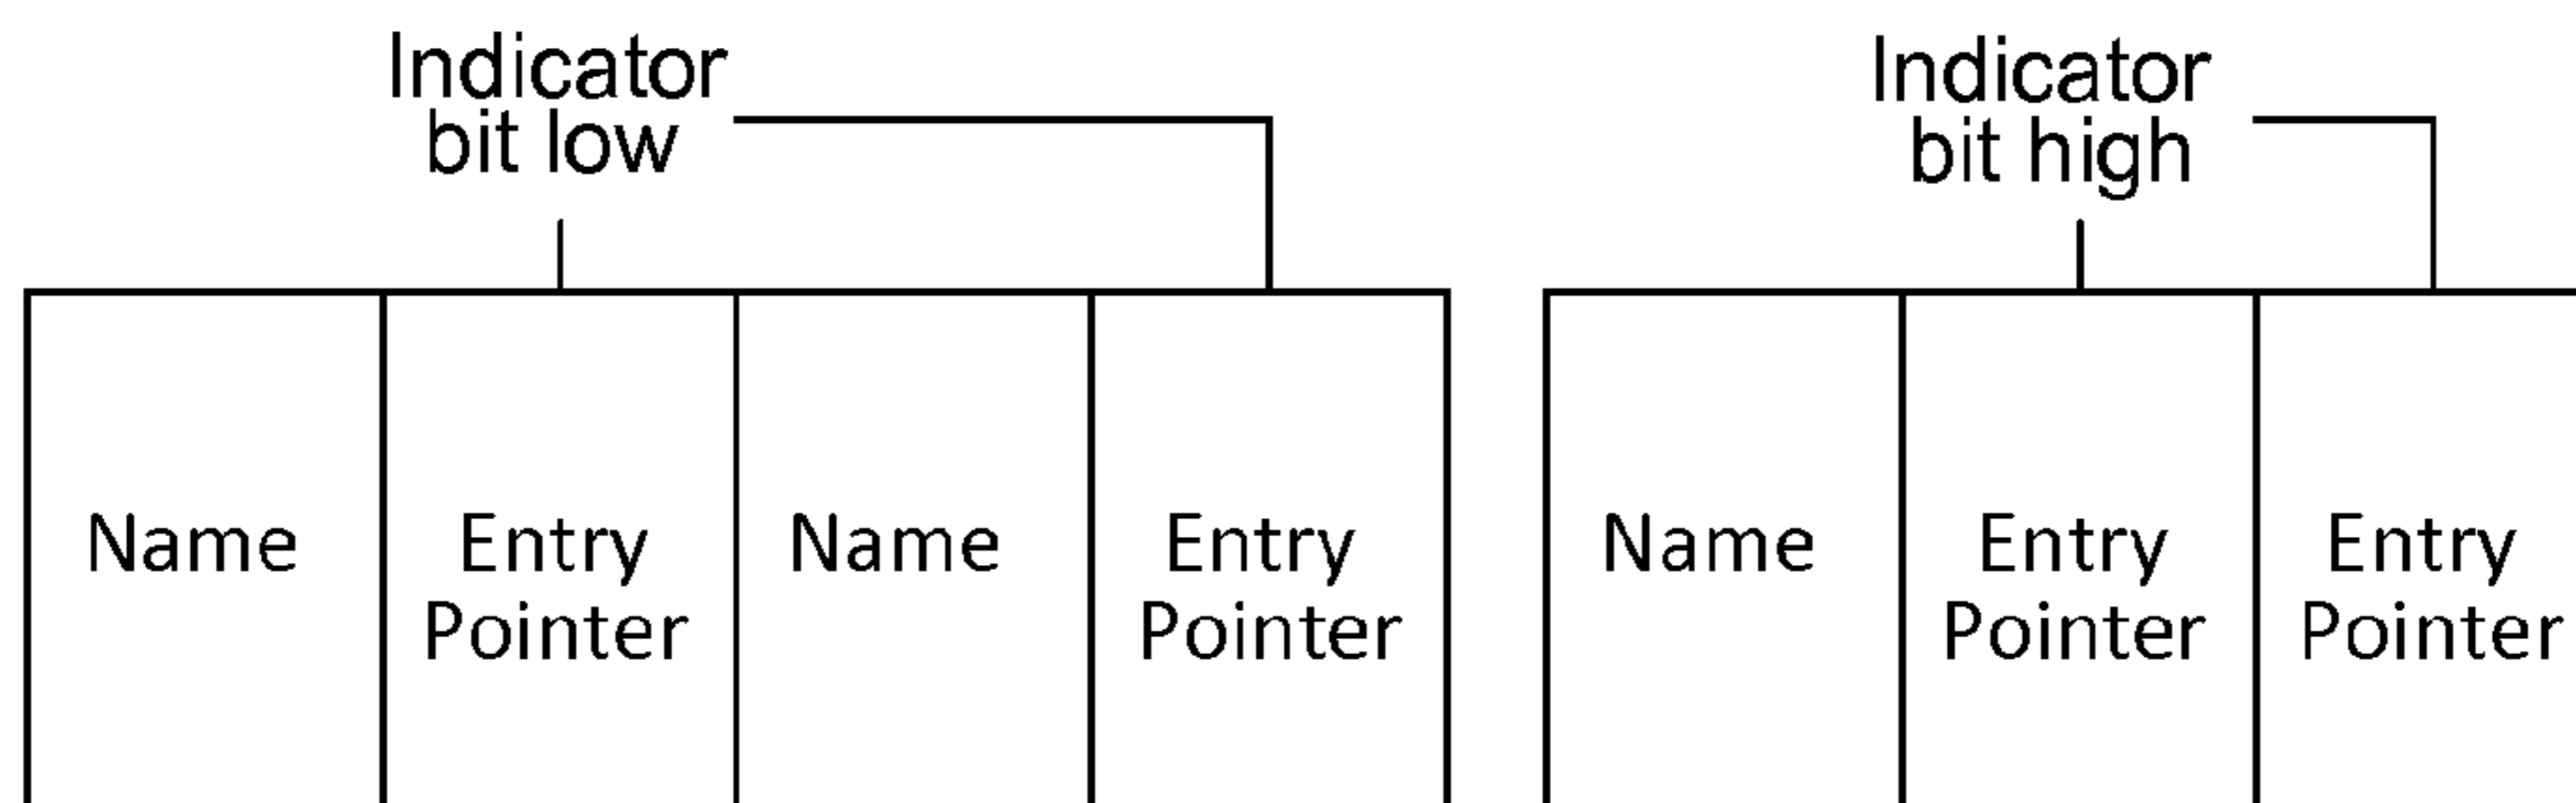 Indicator
bit low
Indicator
bit high
Name
Entry
Pointer
Name
Entry
Pointer
Name
Entry
Pointer
Entry
Pointer